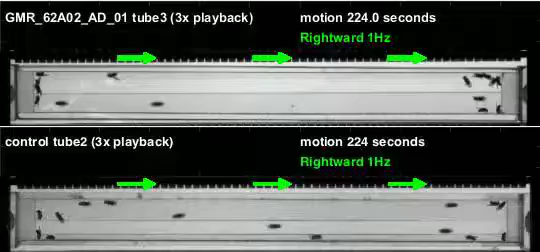 GMR_62A02_AD_01 tube3 (3x playback) motion 224.0 seconds
Rightward 1Hz
control tube2 (3x playback) motion 224 seconds
Rightward 1Hz